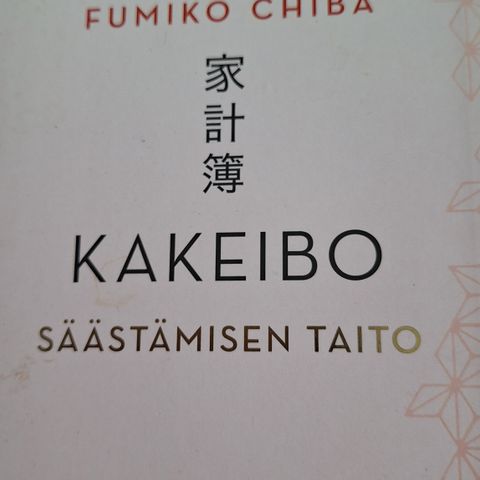 FUMIKO CHIBA
家
計
簿
KAKEIBO
SÄÄSTÄMISEN TAITO